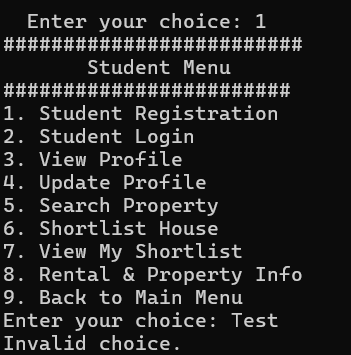 Enter your choice: 1
#########################
Student Menu
########################
1. Student Registration
2. Student Login
3. View Profile
4. Update Profile
5. Search Property
6. Shortlist House
7. View My Shortlist
8. Rental & Property Info
9. Back to Main Menu
Enter your choice: Test
Invalid choice.